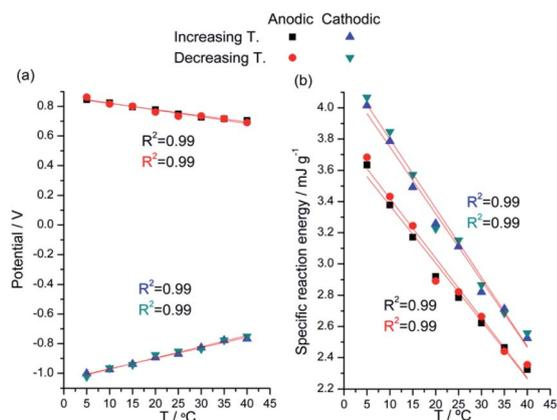 Anodic Cathodic
Increasing T.
Decreasing T.
(a)
0.8
0.6
0.4
0.2
0.0
-0.2
-0.4
-0.6
-0.8
-1.0
Potential / V
R²=0.99
R²=0.99
R²=0.99
R²=0.99
0 5 10 15 20 25 30 35 40 45
T / °C
(b)
4.0
3.8
3.6
3.4
3.2
3.0
2.8
2.6
2.4
2.2
Specific reaction energy / mJ g⁻¹
R²=0.99
R²=0.99
R²=0.99
R²=0.99
0 5 10 15 20 25 30 35 40 45
T / °C